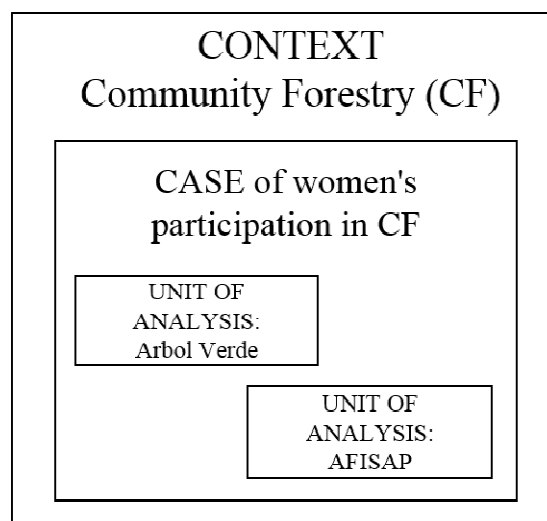 CONTEXT
Community Forestry (CF)
CASE of women's
participation in CF
UNIT OF
ANALYSIS:
Arbol Verde
UNIT OF
ANALYSIS:
AFISAP